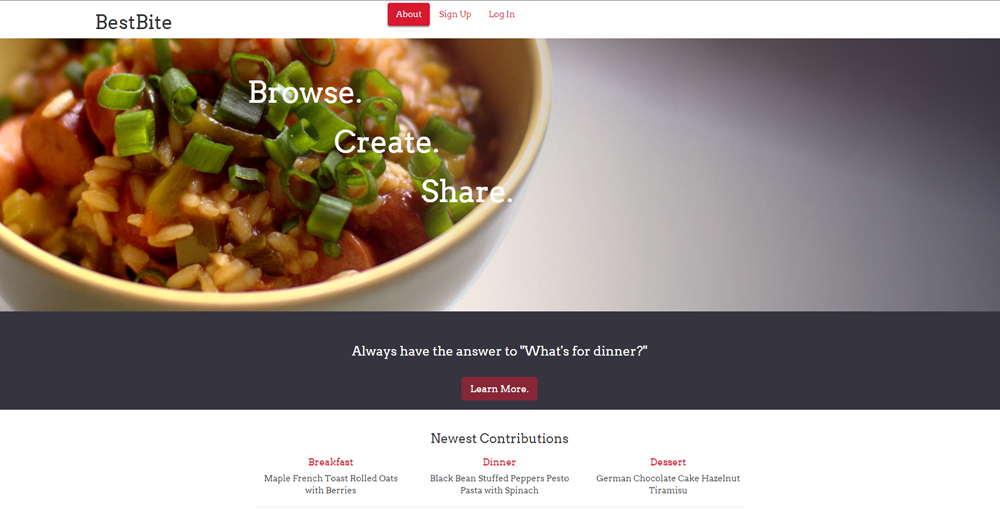 BestBite
About Sign Up Log In
Browse.
Create.
Share.
Always have the answer to "What's for dinner?"
Learn More.
Newest Contributions
Breakfast
Maple French Toast Rolled Oats
with Berries
Dinner
Black Bean Stuffed Peppers Pesto
Pasta with Spinach
Dessert
German Chocolate Cake Hazelnut
Tiramisu